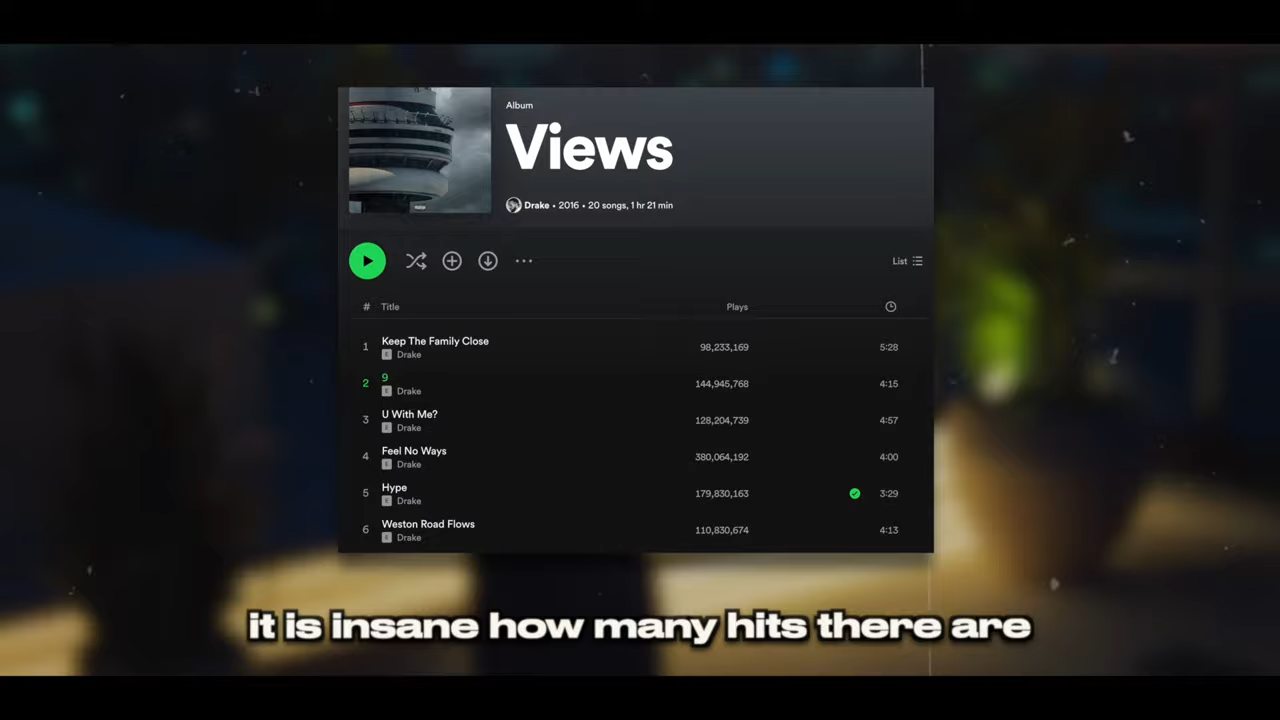 Album
Views
Drake • 2016 • 20 songs, 1 hr 21 min
List
# Title Plays
1 Keep The Family Close 98,233,169 5:28
E Drake
2 9 144,945,768 4:15
E Drake
3 U With Me? 128,204,739 4:57
E Drake
4 Feel No Ways 380,064,192 4:00
E Drake
5 Hype 179,830,163 3:29
E Drake
6 Weston Road Flows 110,830,674 4:13
E Drake
it is insane how many hits there are